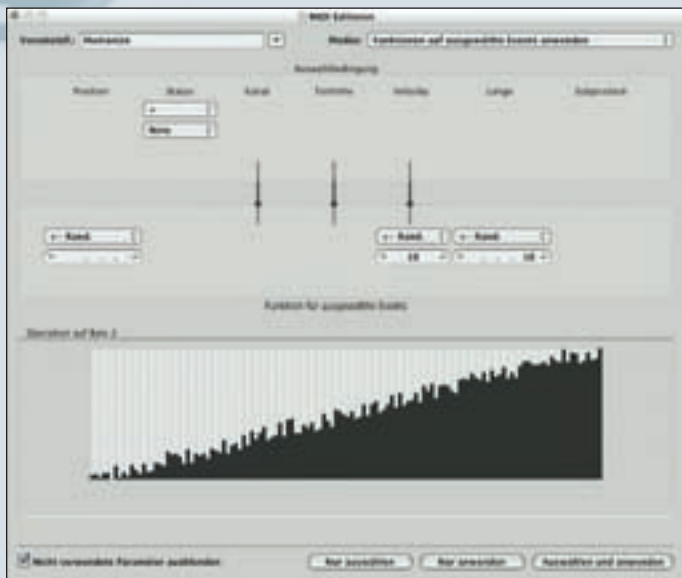 MIDI Editionen
Voreinstell.: Humanize
Modus: Funktionen auf ausgewählte Events anwenden
Auswahlbedingung
Position Status Kanal Tonhöhe Velocity Länge Subposition
=
Note
+- Rand. +- Rand. +- Rand.
10 10
Funktion für ausgewählte Events
Operation auf Byte 2
Nicht verwendete Parameter ausblenden Nur auswählen Nur anwenden Auswählen und anwenden